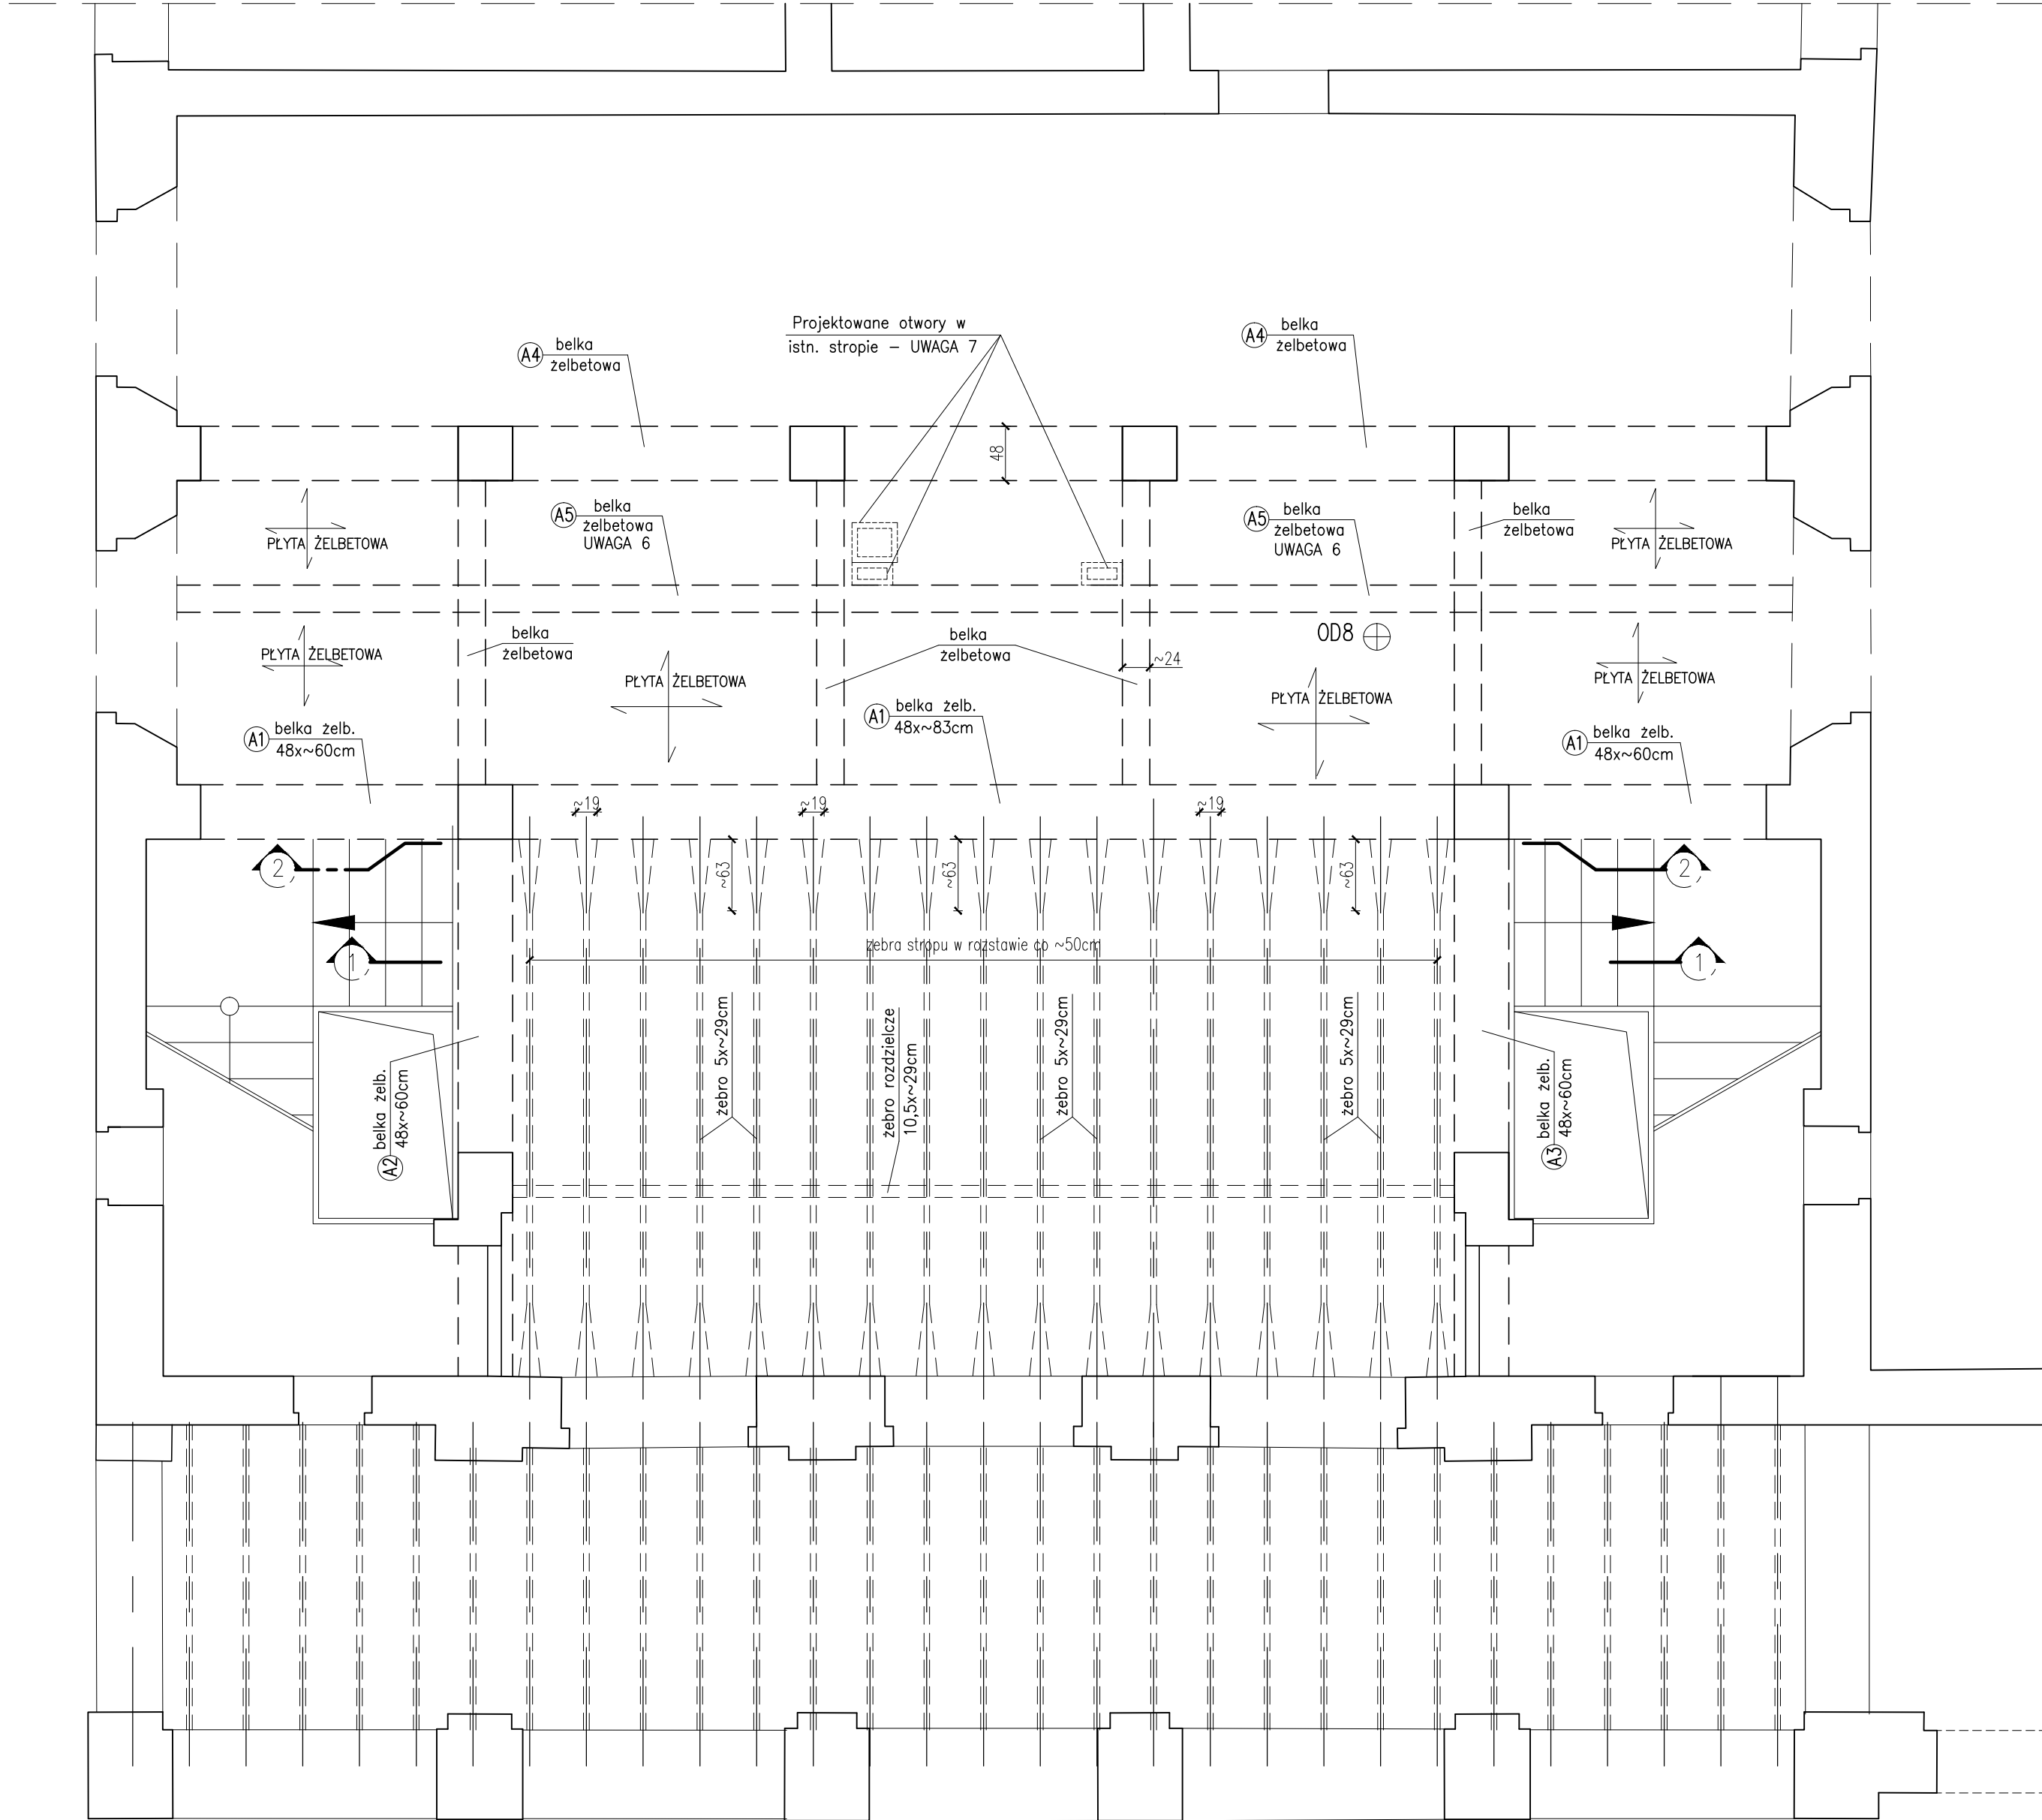 Projektowane otwory w
istn. stropie – UWAGA 7
A4
belka
żelbetowa
A4
belka
żelbetowa
48
A5
belka
żelbetowa
UWAGA 6
A5
belka
żelbetowa
UWAGA 6
belka
żelbetowa
PŁYTA ŻELBETOWA
PŁYTA ŻELBETOWA
OD8
PŁYTA ŻELBETOWA
belka
żelbetowa
belka
żelbetowa
~24
PŁYTA ŻELBETOWA
PŁYTA ŻELBETOWA
PŁYTA ŻELBETOWA
A1
belka żelb.
48x~60cm
A1
belka żelb.
48x~83cm
A1
belka żelb.
48x~60cm
~19
~19
~19
2
~63
~63
~63
2
żebra stropu w rozstawie co ~50cm
1
1
żebro 5x~29cm
żebro rozdzielcze
10,5x~29cm
żebro 5x~29cm
żebro 5x~29cm
A2
belka żelb.
48x~60cm
A3
belka żelb.
48x~60cm